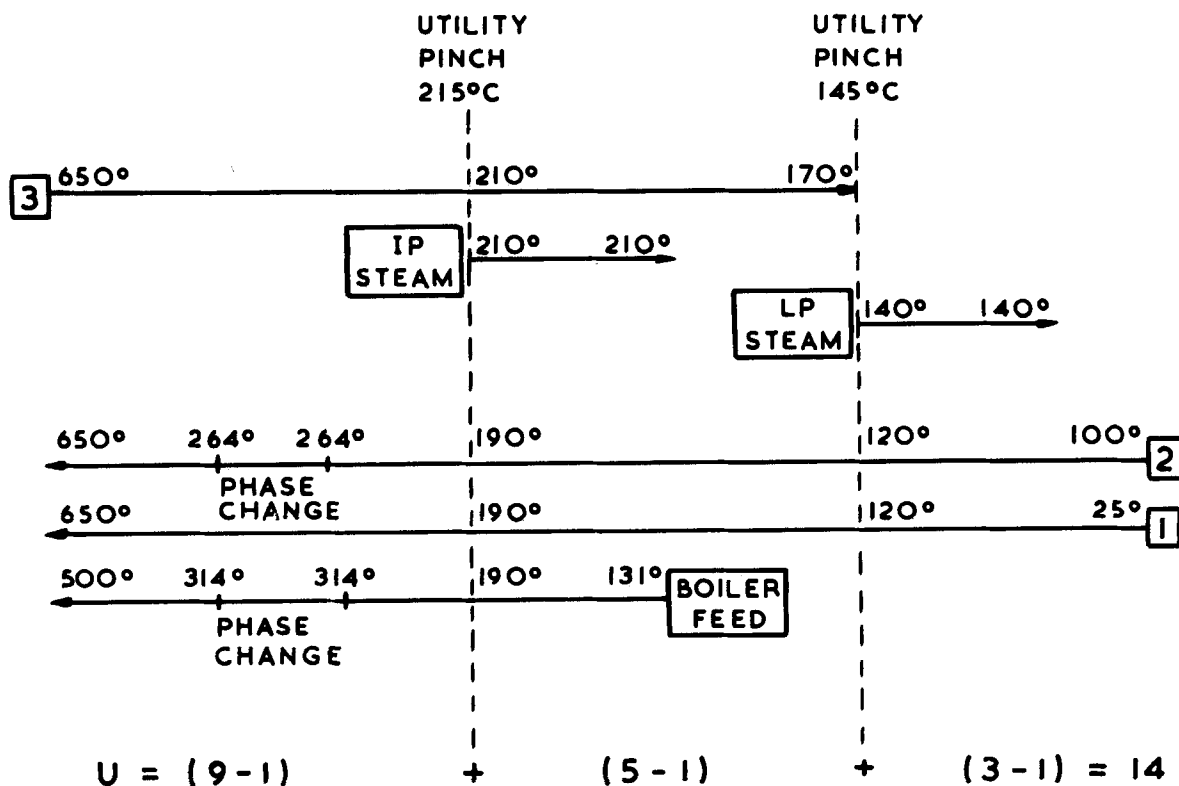 UTILITY
PINCH
215°C
UTILITY
PINCH
145°C
3
650°
210°
170°
IP
STEAM
210°
210°
LP
STEAM
140°
140°
650°
264°
264°
190°
120°
100°
2
PHASE
CHANGE
650°
190°
120°
25°
1
500°
314°
314°
190°
131°
BOILER
FEED
PHASE
CHANGE
U = (9-1) + (5-1) + (3-1) = 14